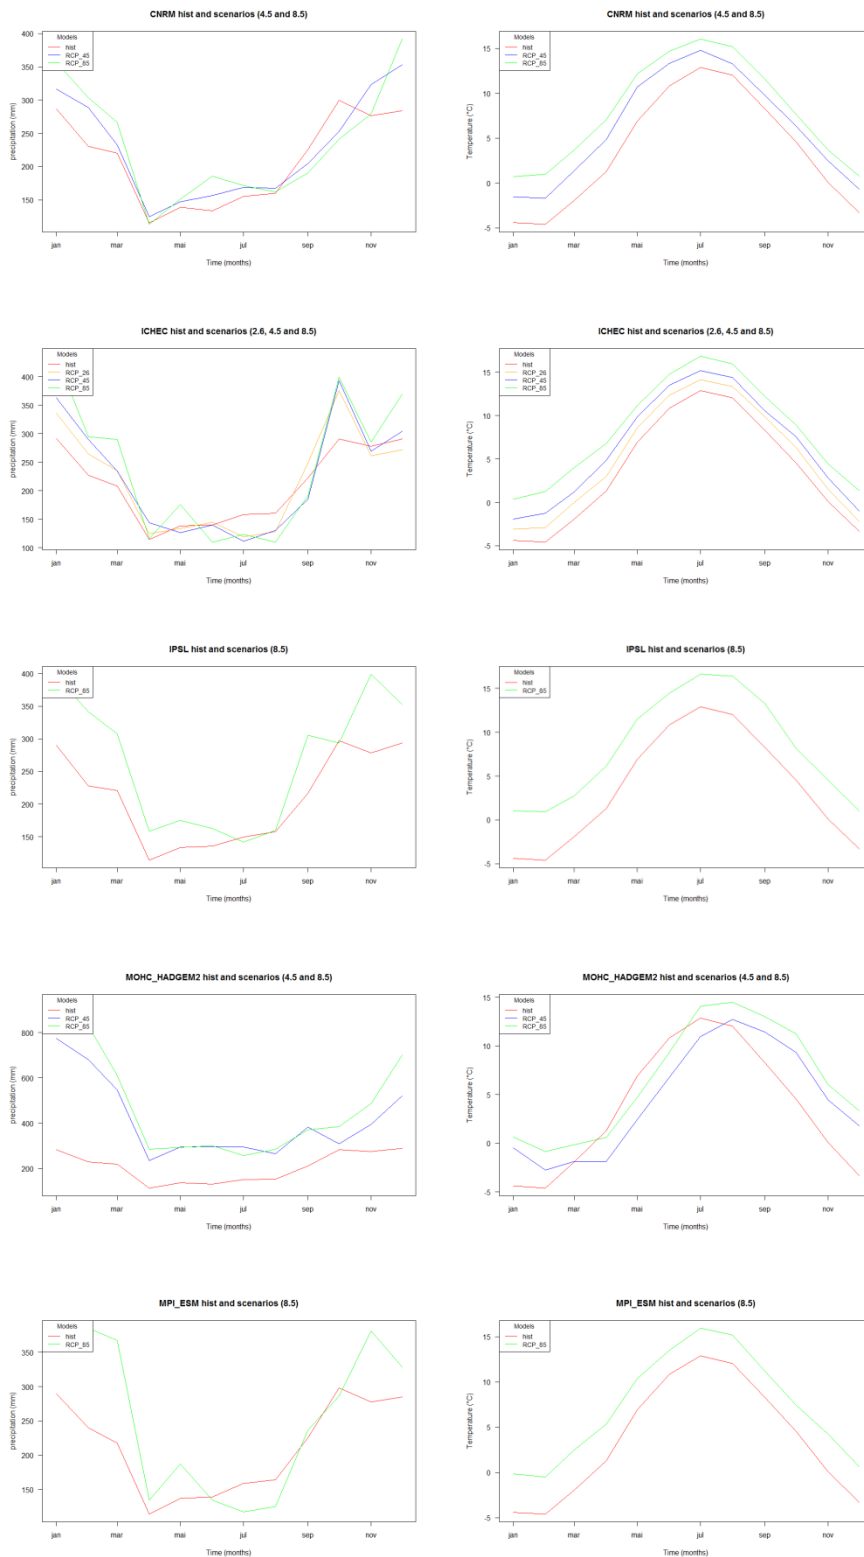 CNRM hist and scenarios (4.5 and 8.5)
400
350
300
250
200
150
precipitation (mm)
Models
hist
RCP_45
RCP_85
jan
mar
mai
jul
sep
nov
Time (months)
CNRM hist and scenarios (4.5 and 8.5)
15
10
5
0
-5
Temperature (°C)
Models
hist
RCP_45
RCP_85
jan
mar
mai
jul
sep
nov
Time (months)
ICHEC hist and scenarios (2.6, 4.5 and 8.5)
400
350
300
250
200
150
100
precipitation (mm)
Models
hist
RCP_26
RCP_45
RCP_85
jan
mar
mai
jul
sep
nov
Time (months)
ICHEC hist and scenarios (2.6, 4.5 and 8.5)
15
10
5
0
-5
Temperature (°C)
Models
hist
RCP_26
RCP_45
RCP_85
jan
mar
mai
jul
sep
nov
Time (months)
IPSL hist and scenarios (8.5)
400
350
300
250
200
150
precipitation (mm)
Models
hist
RCP_85
jan
mar
mai
jul
sep
nov
Time (months)
IPSL hist and scenarios (8.5)
15
10
5
0
-5
Temperature (°C)
Models
hist
RCP_85
jan
mar
mai
jul
sep
nov
Time (months)
MOHC_HADGEM2 hist and scenarios (4.5 and 8.5)
800
600
400
200
precipitation (mm)
Models
hist
RCP_45
RCP_85
jan
mar
mai
jul
sep
nov
Time (months)
MOHC_HADGEM2 hist and scenarios (4.5 and 8.5)
15
10
5
0
-5
Temperature (°C)
Models
hist
RCP_45
RCP_85
jan
mar
mai
jul
sep
nov
Time (months)
MPI_ESM hist and scenarios (8.5)
350
300
250
200
150
precipitation (mm)
Models
hist
RCP_85
jan
mar
mai
jul
sep
nov
Time (months)
MPI_ESM hist and scenarios (8.5)
15
10
5
0
-5
Temperature (°C)
Models
hist
RCP_85
jan
mar
mai
jul
sep
nov
Time (months)